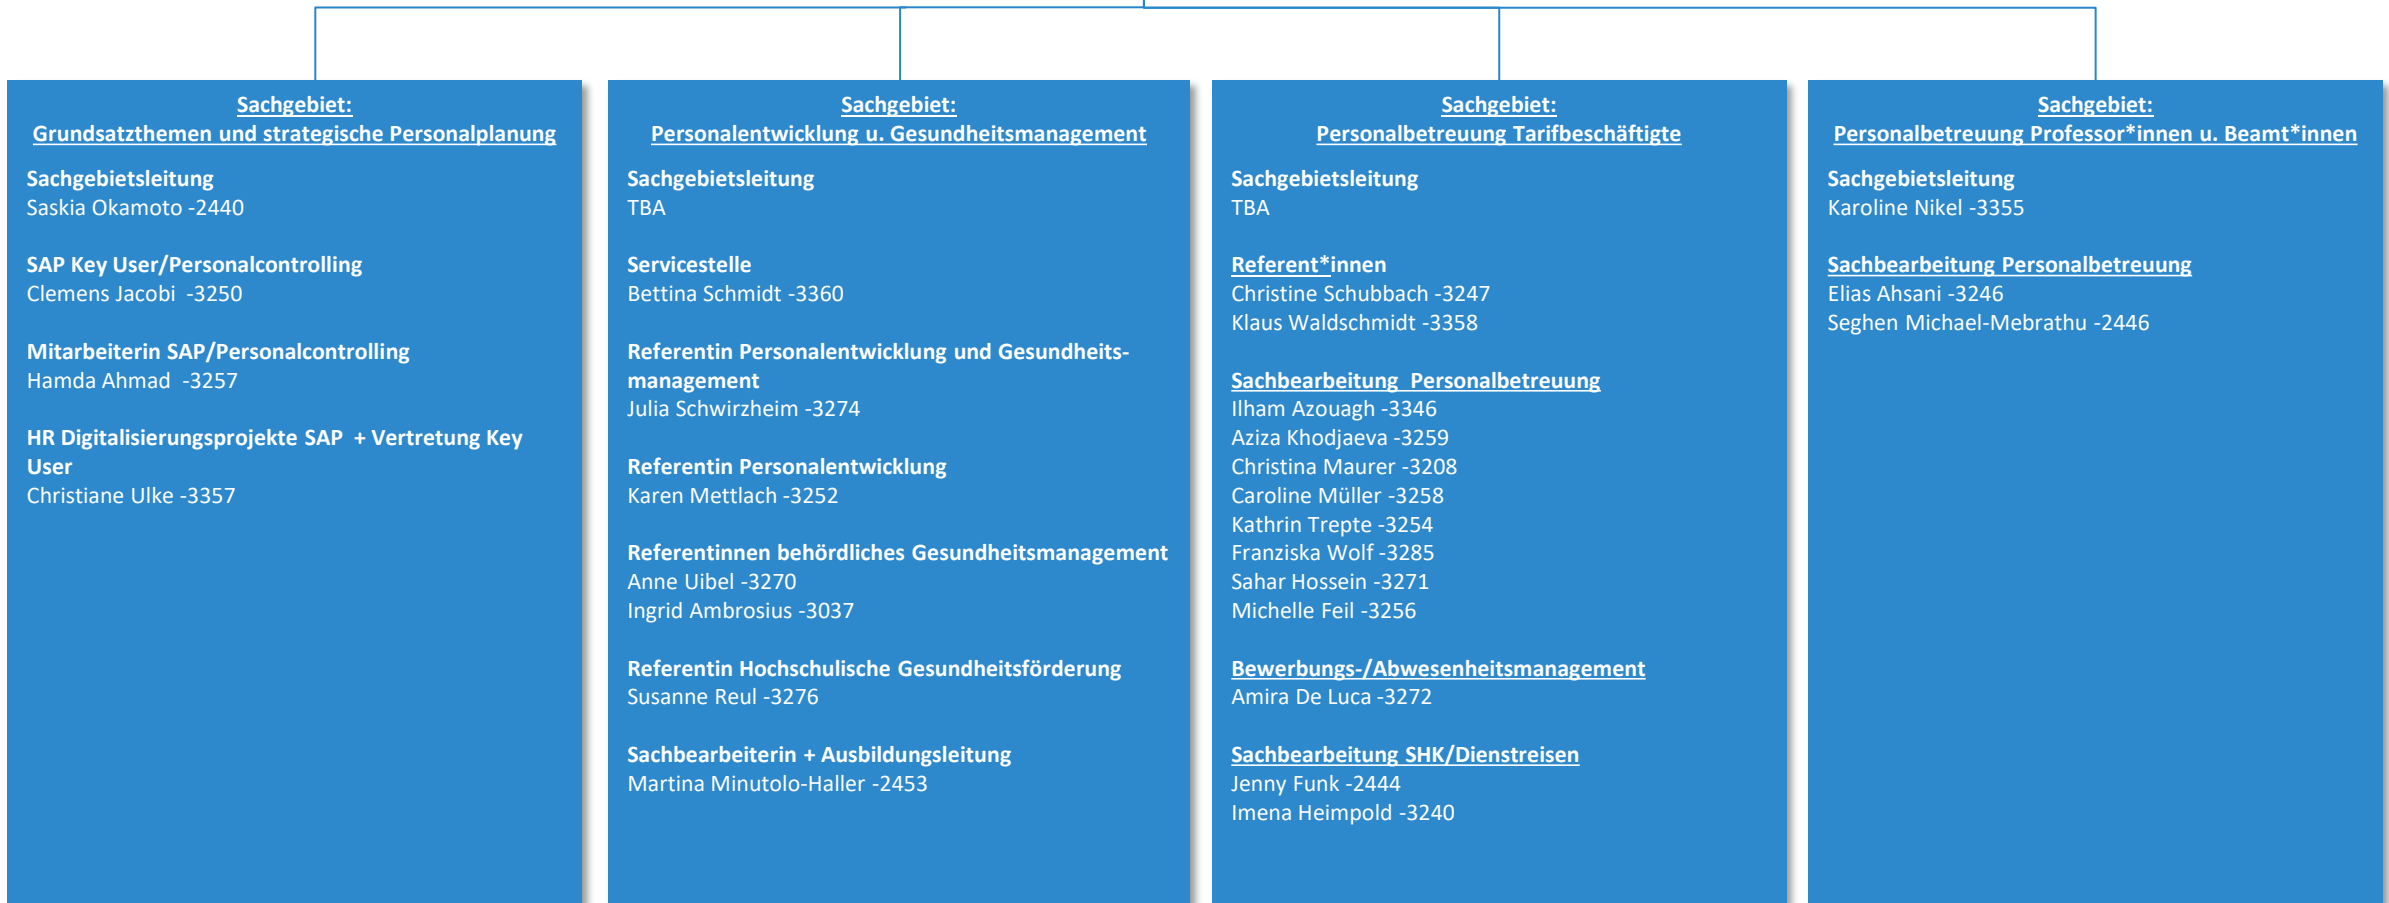 Sachgebiet:
Grundsatzthemen und strategische Personalplanung
Sachgebietsleitung
Saskia Okamoto -2440
SAP Key User/Personalcontrolling
Clemens Jacobi -3250
Mitarbeiterin SAP/Personalcontrolling
Hamda Ahmad -3257
HR Digitalisierungsprojekte SAP + Vertretung Key
User
Christiane Ulke -3357
Sachgebiet:
Personalentwicklung u. Gesundheitsmanagement
Sachgebietsleitung
TBA
Servicestelle
Bettina Schmidt -3360
Referentin Personalentwicklung und Gesundheits-
management
Julia Schwirzheim -3274
Referentin Personalentwicklung
Karen Mettlach -3252
Referentinnen behördliches Gesundheitsmanagement
Anne Uibel -3270
Ingrid Ambrosius -3037
Referentin Hochschulische Gesundheitsförderung
Susanne Reul -3276
Sachbearbeiterin + Ausbildungsleitung
Martina Minutolo-Haller -2453
Sachgebiet:
Personalbetreuung Tarifbeschäftigte
Sachgebietsleitung
TBA
Referent*innen
Christine Schubbach -3247
Klaus Waldschmidt -3358
Sachbearbeitung Personalbetreuung
Ilham Azouagh -3346
Aziza Khodjaeva -3259
Christina Maurer -3208
Caroline Müller -3258
Kathrin Trepte -3254
Franziska Wolf -3285
Sahar Hossein -3271
Michelle Feil -3256
Bewerbungs-/Abwesenheitsmanagement
Amira De Luca -3272
Sachbearbeitung SHK/Dienstreisen
Jenny Funk -2444
Imena Heimpold -3240
Sachgebiet:
Personalbetreuung Professor*innen u. Beamt*innen
Sachgebietsleitung
Karoline Nikel -3355
Sachbearbeitung Personalbetreuung
Elias Ahsani -3246
Seghen Michael-Mebrathu -2446